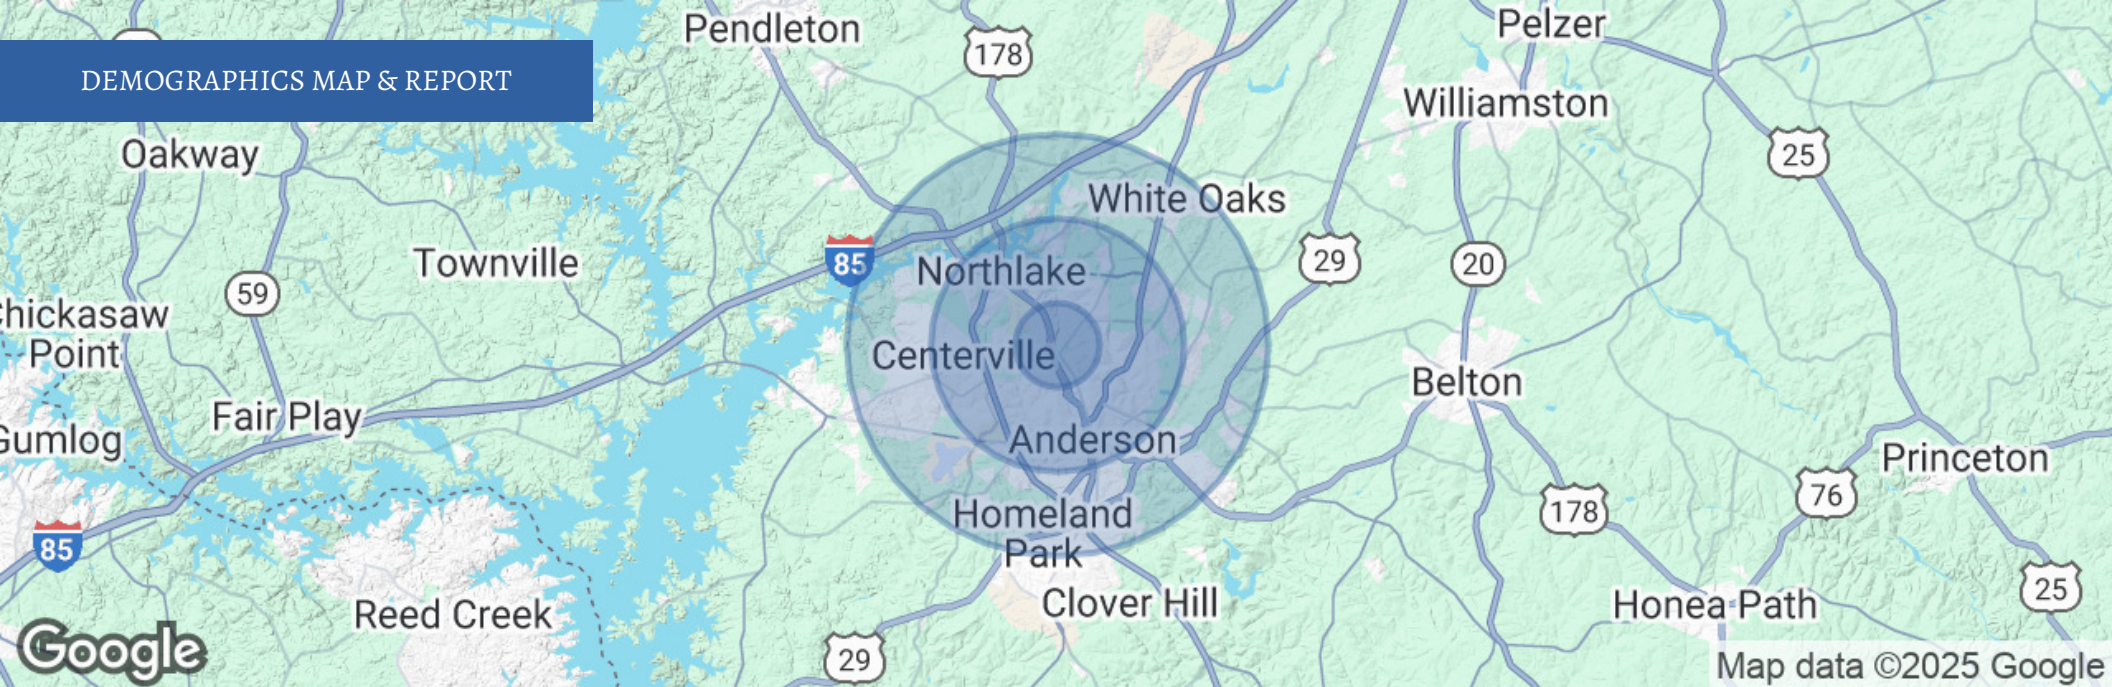 Pendleton
178
Pelzer
DEMOGRAPHICS MAP & REPORT
Williamston
Oakway
25
White Oaks
Townville
85
Northlake
29
20
59
Chickasaw
Point
Centerville
Belton
Fair Play
Gumlog
Anderson
Princeton
76
178
Homeland
Park
85
Reed Creek
Clover Hill
Honea Path
25
Google
29
Map data ©2025 Google